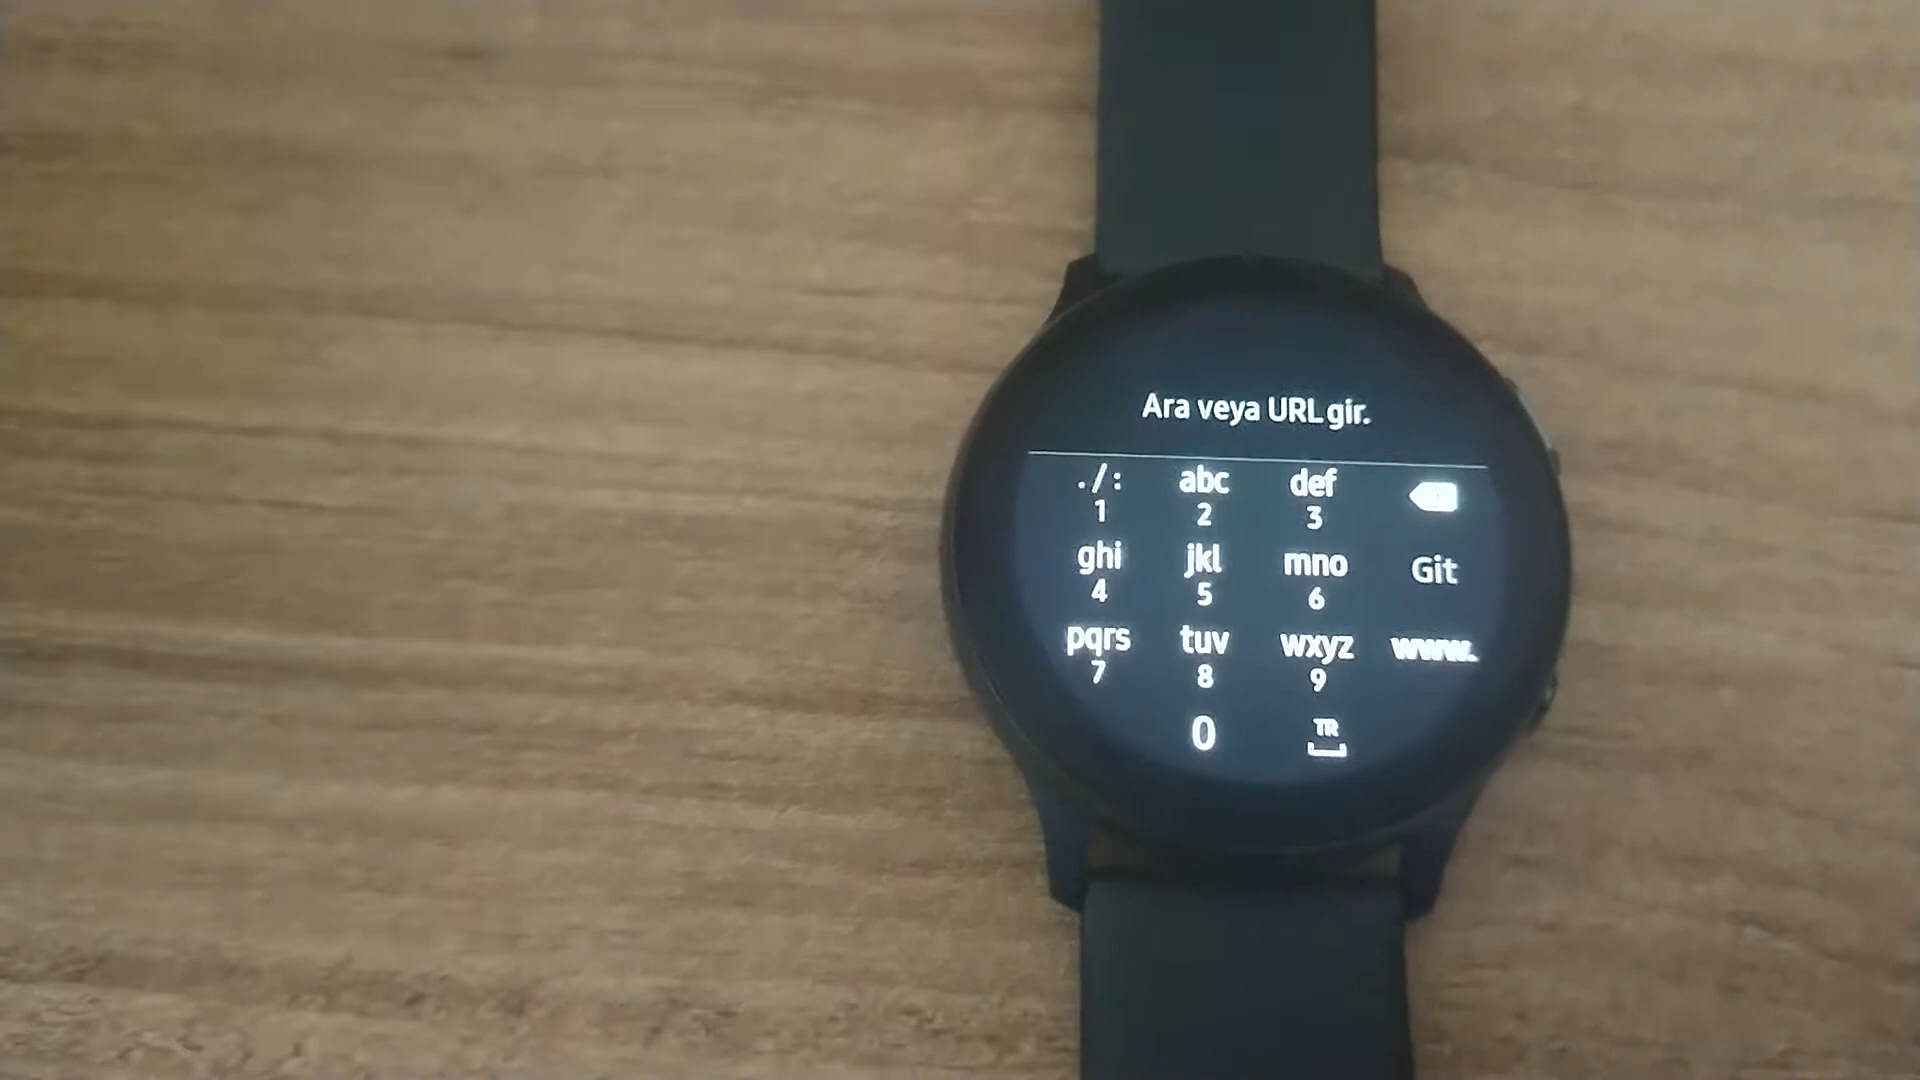 Ara veya URL gir.
./: abc def
1 2 3
ghi jkl mno Git
4 5 6
pqrs tuv wxyz www.
7 8 9
0 TR